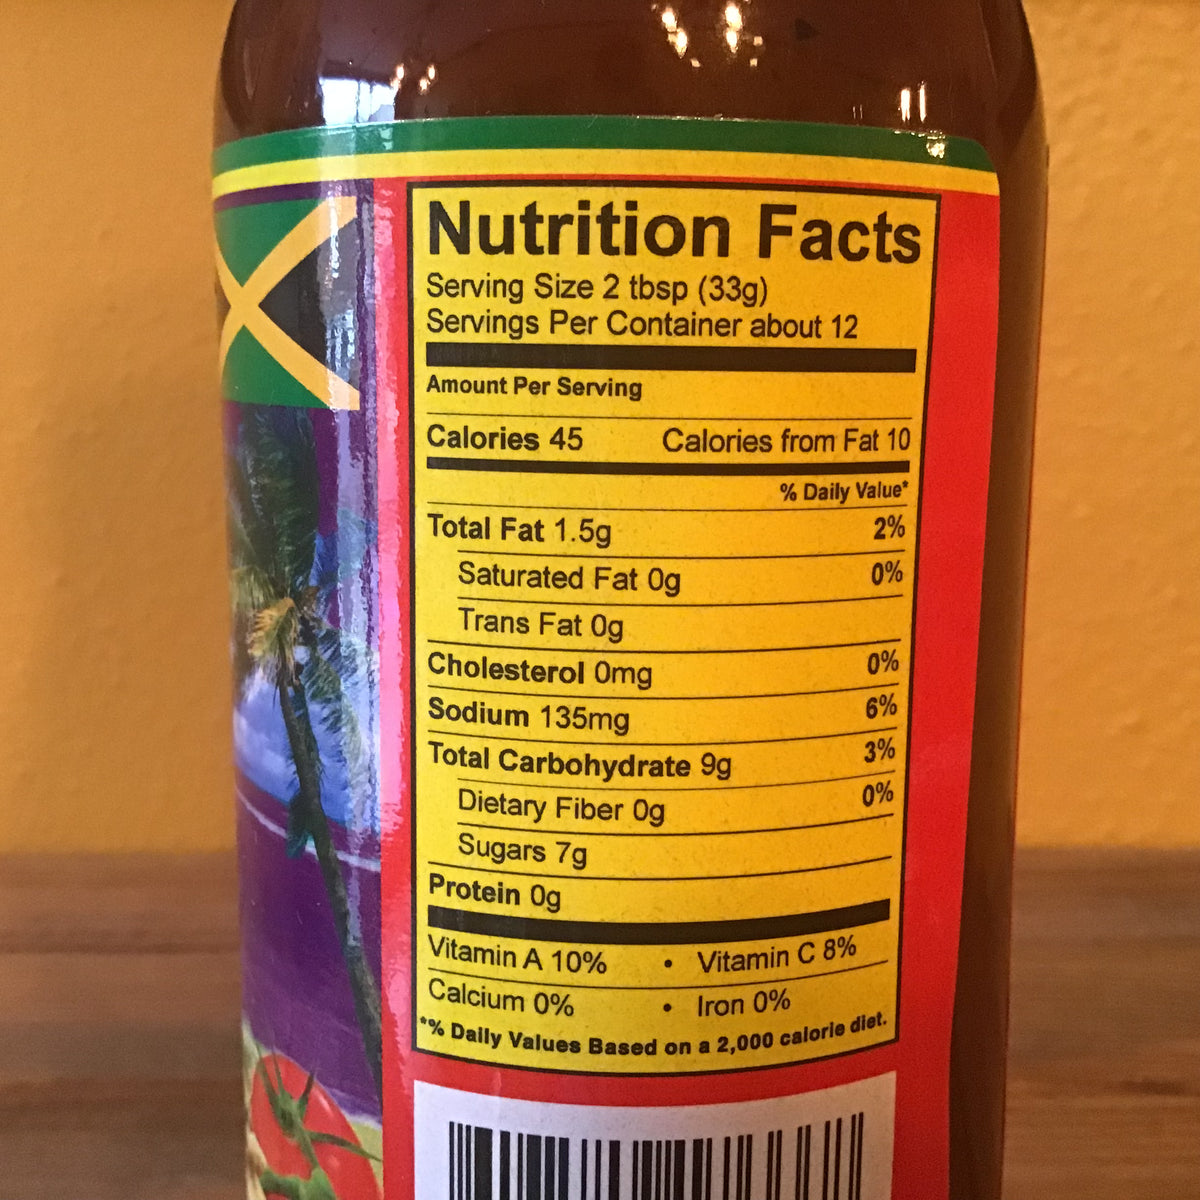 Nutrition Facts
Serving Size 2 tbsp (33g)
Servings Per Container about 12
Amount Per Serving
Calories 45 Calories from Fat 10
% Daily Value*
Total Fat 1.5g 2%
Saturated Fat 0g 0%
Trans Fat 0g
Cholesterol 0mg 0%
Sodium 135mg 6%
Total Carbohydrate 9g 3%
Dietary Fiber 0g 0%
Sugars 7g
Protein 0g
Vitamin A 10% • Vitamin C 8%
Calcium 0% • Iron 0%
*% Daily Values Based on a 2,000 calorie diet.